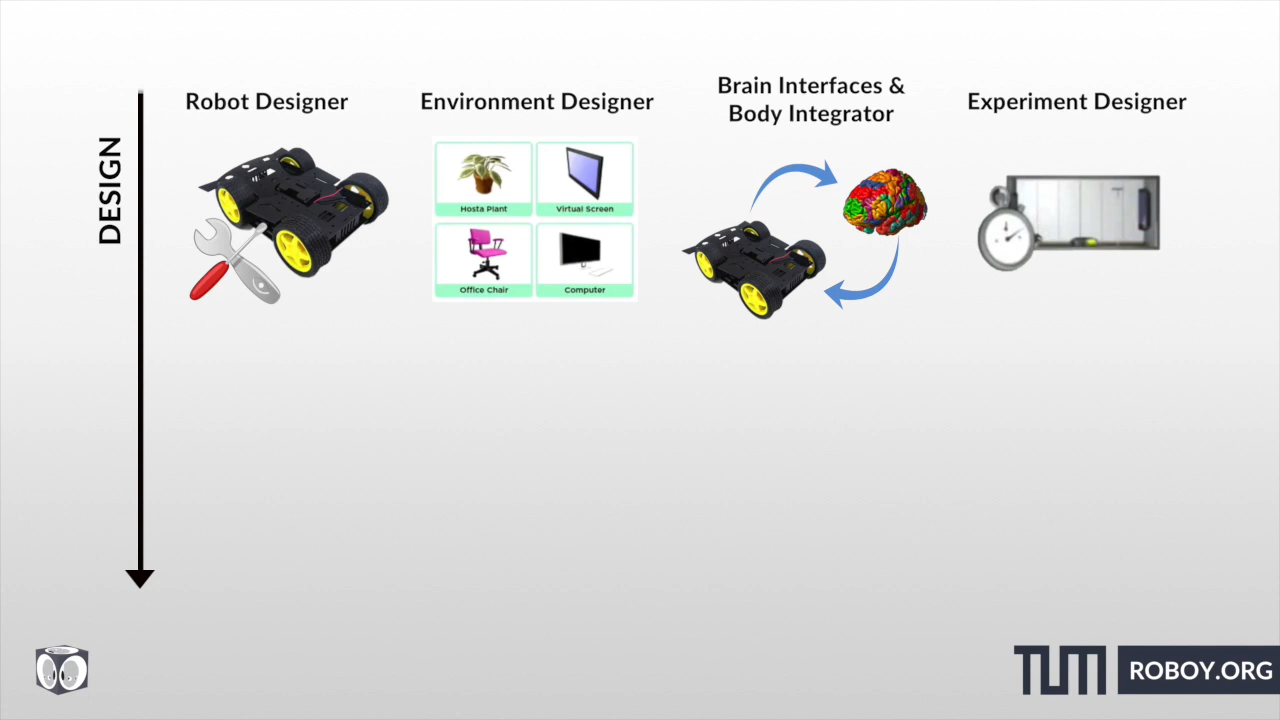 Robot Designer
Environment Designer
Brain Interfaces &
Body Integrator
Experiment Designer
DESIGN
Hosta Plant
Virtual Screen
Office Chair
Computer
TUM
ROBOY.ORG